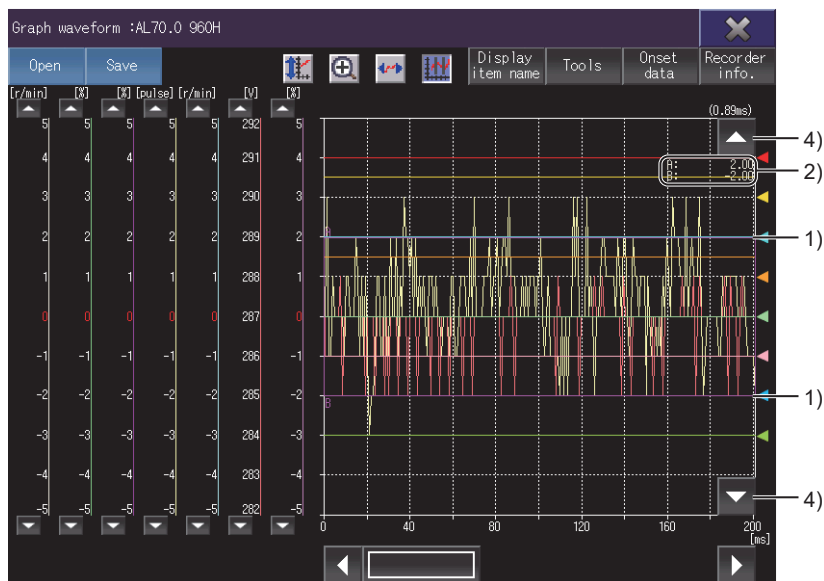 Graph waveform :AL70.0 960H
Open Save Display item name Tools Onset data Recorder info.
[r/min] [%] [%] [pulse] [r/min] [V] [%]
(0.89ms)
5 5 5 5 5 292 5
4)
4 4 4 4 4 291 4
A: 2.00
2)
B: -2.00
3 3 3 3 3 290 3
2 2 2 2 2 289 2
A
1)
1 1 1 1 1 288 1
0 0 0 0 0 287 0
-1 -1 -1 -1 -1 286 -1
-2 -2 -2 -2 -2 285 -2
B
1)
-3 -3 -3 -3 -3 284 -3
-4 -4 -4 -4 -4 283 -4
4)
-5 -5 -5 -5 -5 282 -5
0 40 80 120 160 200
[ms]